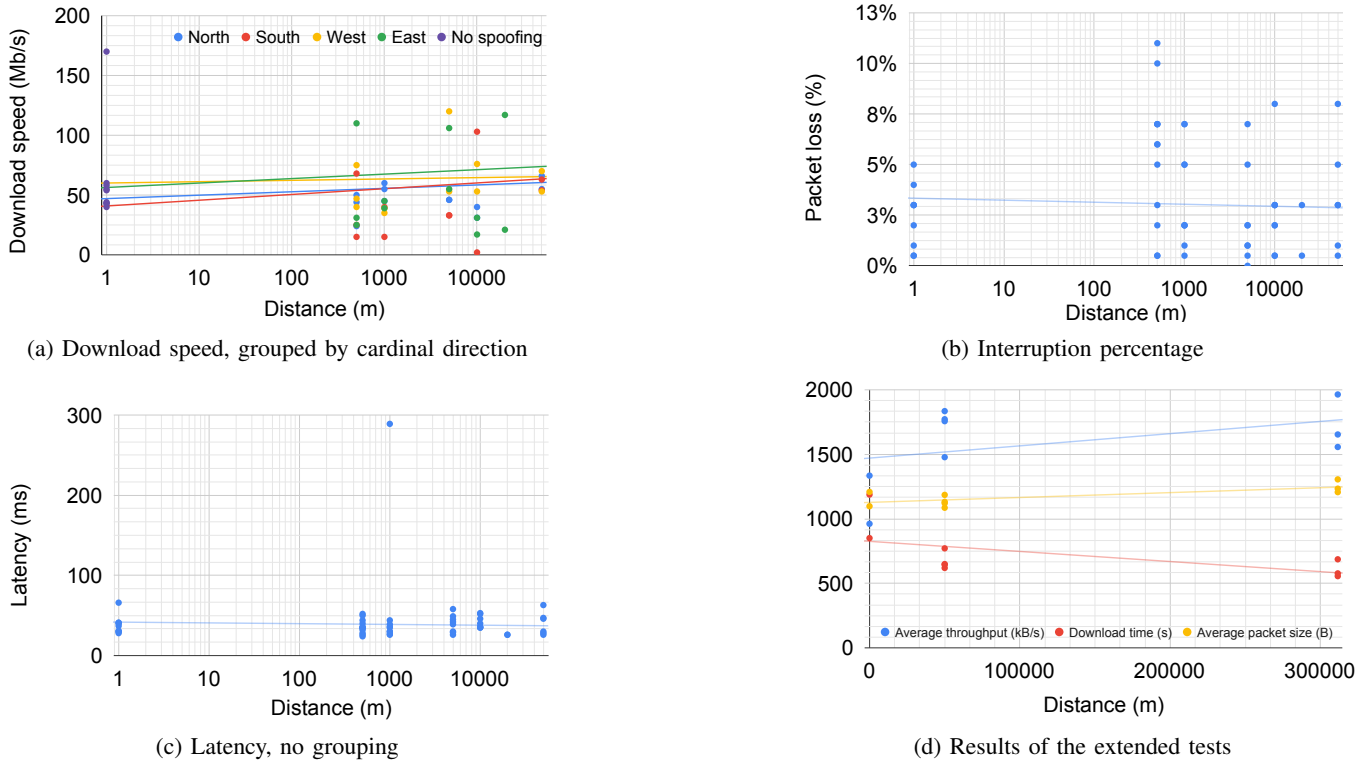 200
150
100
50
0
Download speed (Mb/s)
North South West East No spoofing
1 10 100 1000 10000
Distance (m)
(a) Download speed, grouped by cardinal direction
13%
10%
8%
5%
3%
0%
Packet loss (%)
1 10 100 1000 10000
Distance (m)
(b) Interruption percentage
300
200
100
0
Latency (ms)
1 10 100 1000 10000
Distance (m)
(c) Latency, no grouping
2000
1500
1000
500
0
Average throughput (kB/s) Download time (s) Average packet size (B)
0 100000 200000 300000
Distance (m)
(d) Results of the extended tests